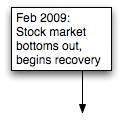 Feb 2009:
Stock market
bottoms out,
begins recovery